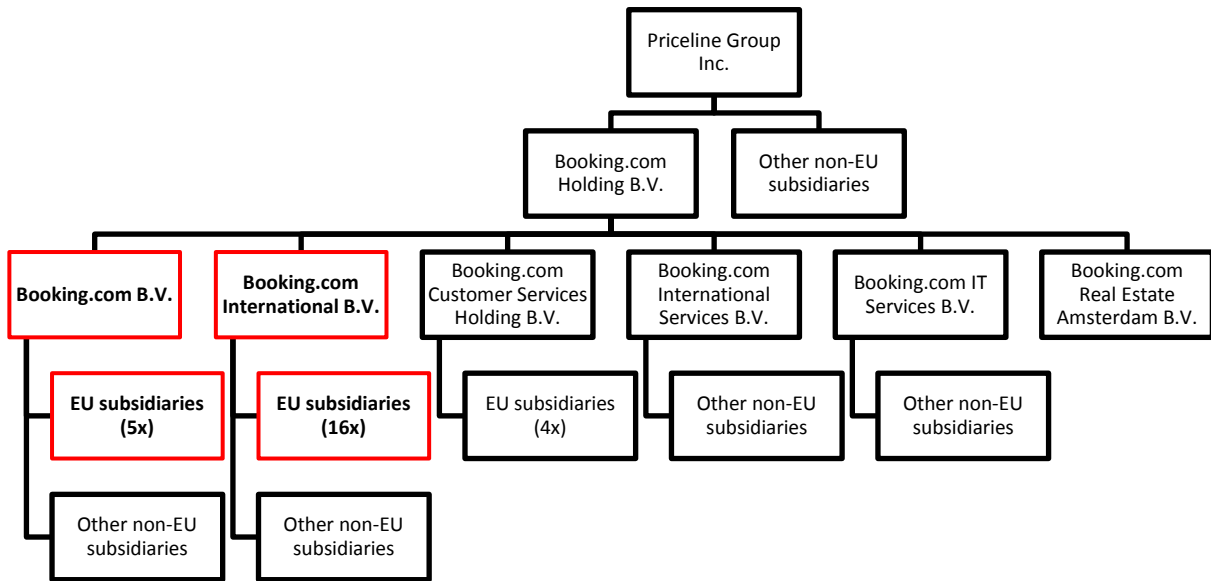 Priceline Group
Inc.
Booking.com
Holding B.V.
Other non-EU
subsidiaries
Booking.com B.V.
Booking.com
International B.V.
Booking.com
Customer Services
Holding B.V.
Booking.com
International
Services B.V.
Booking.com IT
Services B.V.
Booking.com
Real Estate
Amsterdam B.V.
EU subsidiaries
(5x)
EU subsidiaries
(16x)
EU subsidiaries
(4x)
Other non-EU
subsidiaries
Other non-EU
subsidiaries
Other non-EU
subsidiaries
Other non-EU
subsidiaries